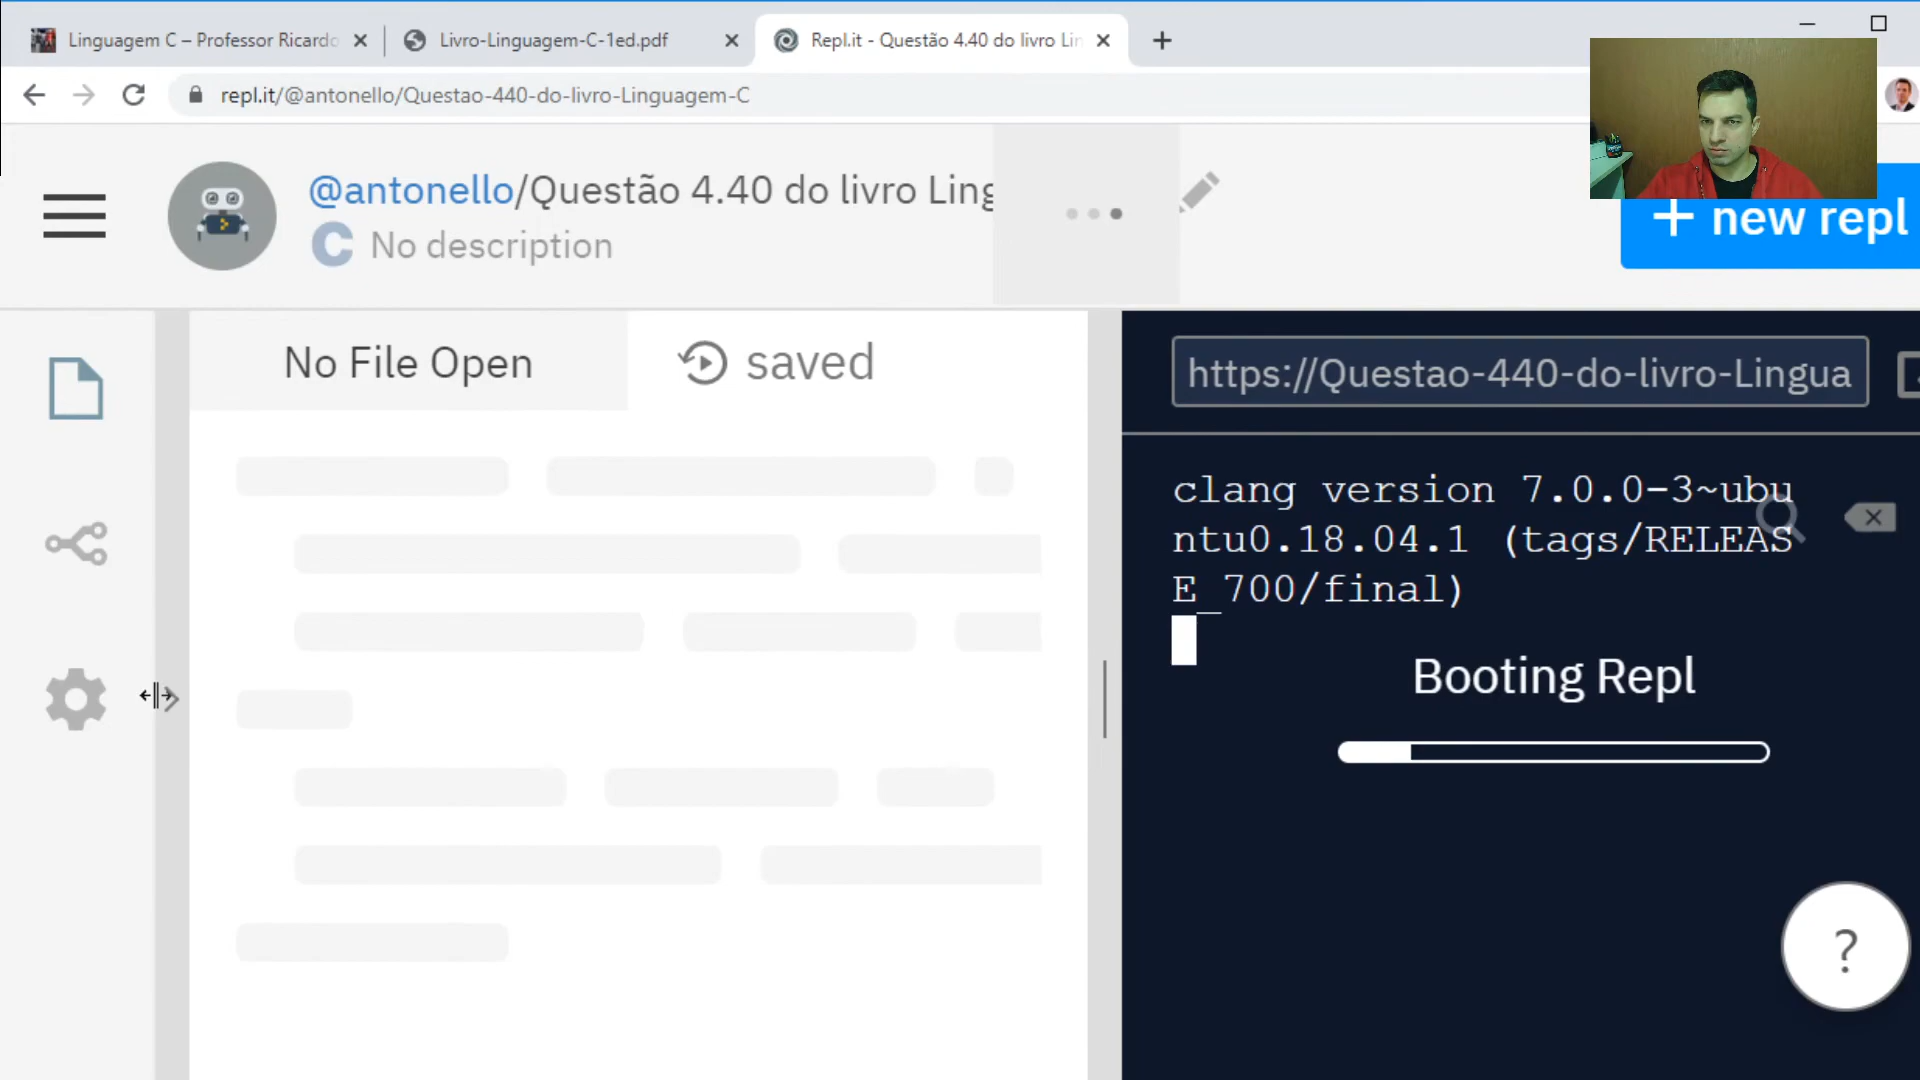 Linguagem C – Professor Ricardo
Livro-Linguagem-C-1ed.pdf
Repl.it - Questão 4.40 do livro Lin
repl.it/@antonello/Questao-440-do-livro-Linguagem-C
@antonello/Questão 4.40 do livro Ling
C No description
+ new repl
No File Open
saved
https://Questao-440-do-livro-Lingua
clang version 7.0.0-3~ubu
ntu0.18.04.1 (tags/RELEAS
E_700/final)
Booting Repl
?